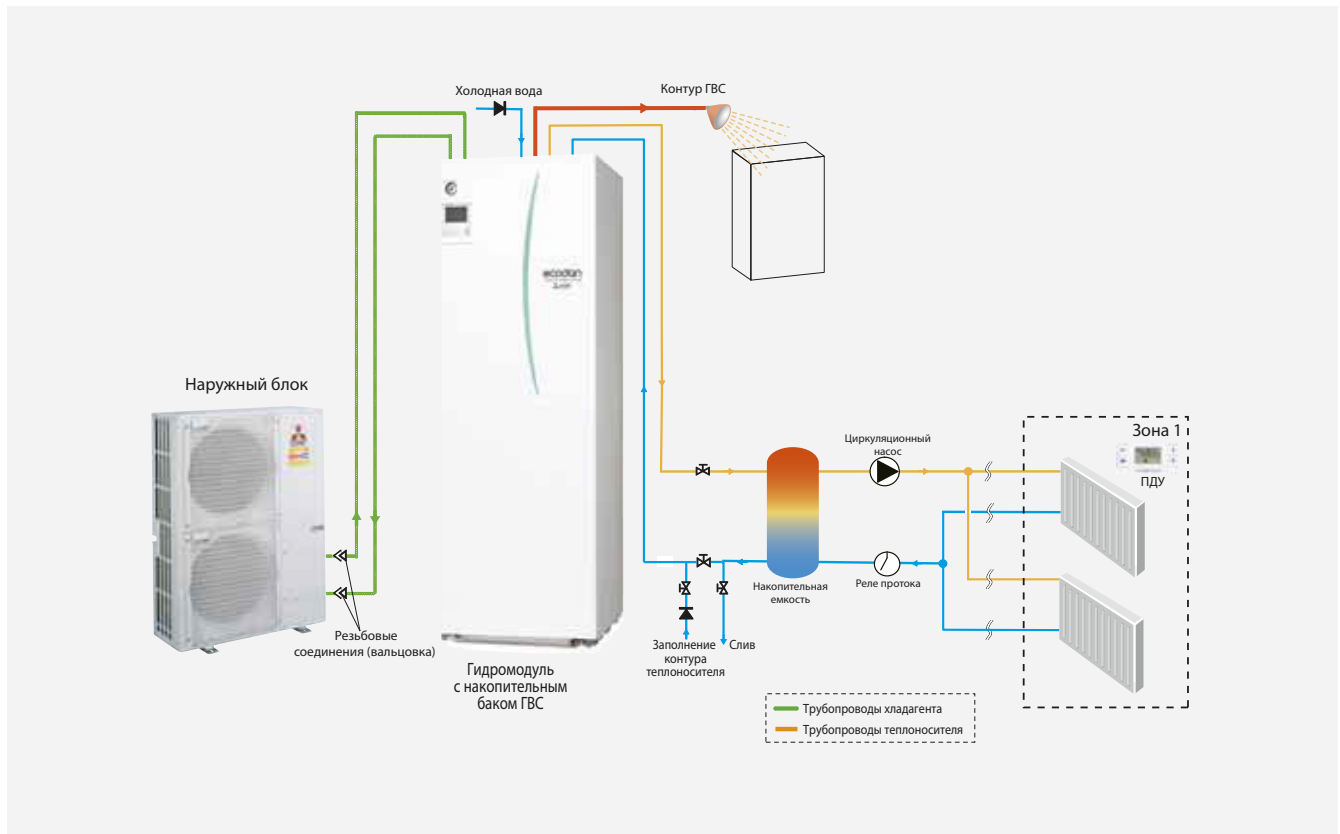 Холодная вода
Контур ГВС
ecodan
Наружный блок
Зона 1
Циркуляционный
насос
ПДУ
Накопительная
емкость
Реле протока
Резьбовые
соединения (вальцовка)
Заполнение
контура
теплоносителя
Слив
Гидромодуль
с накопительным
баком ГВС
Трубопроводы хладагента
Трубопроводы теплоносителя